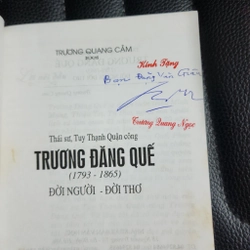 TRƯƠNG QUANG CẢM
Kính Tặng
Bạn
Trương Quang Ngọc
Thái sư, Tuy Thạnh Quận công
TRƯƠNG ĐĂNG QUẾ
(1793 - 1865)
ĐỜI NGƯỜI - ĐỜI THƠ